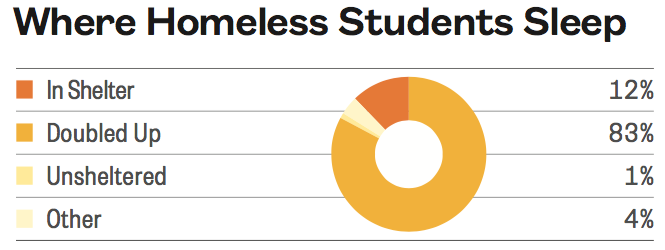 Where Homeless Students Sleep
In Shelter 12%
Doubled Up 83%
Unsheltered 1%
Other 4%